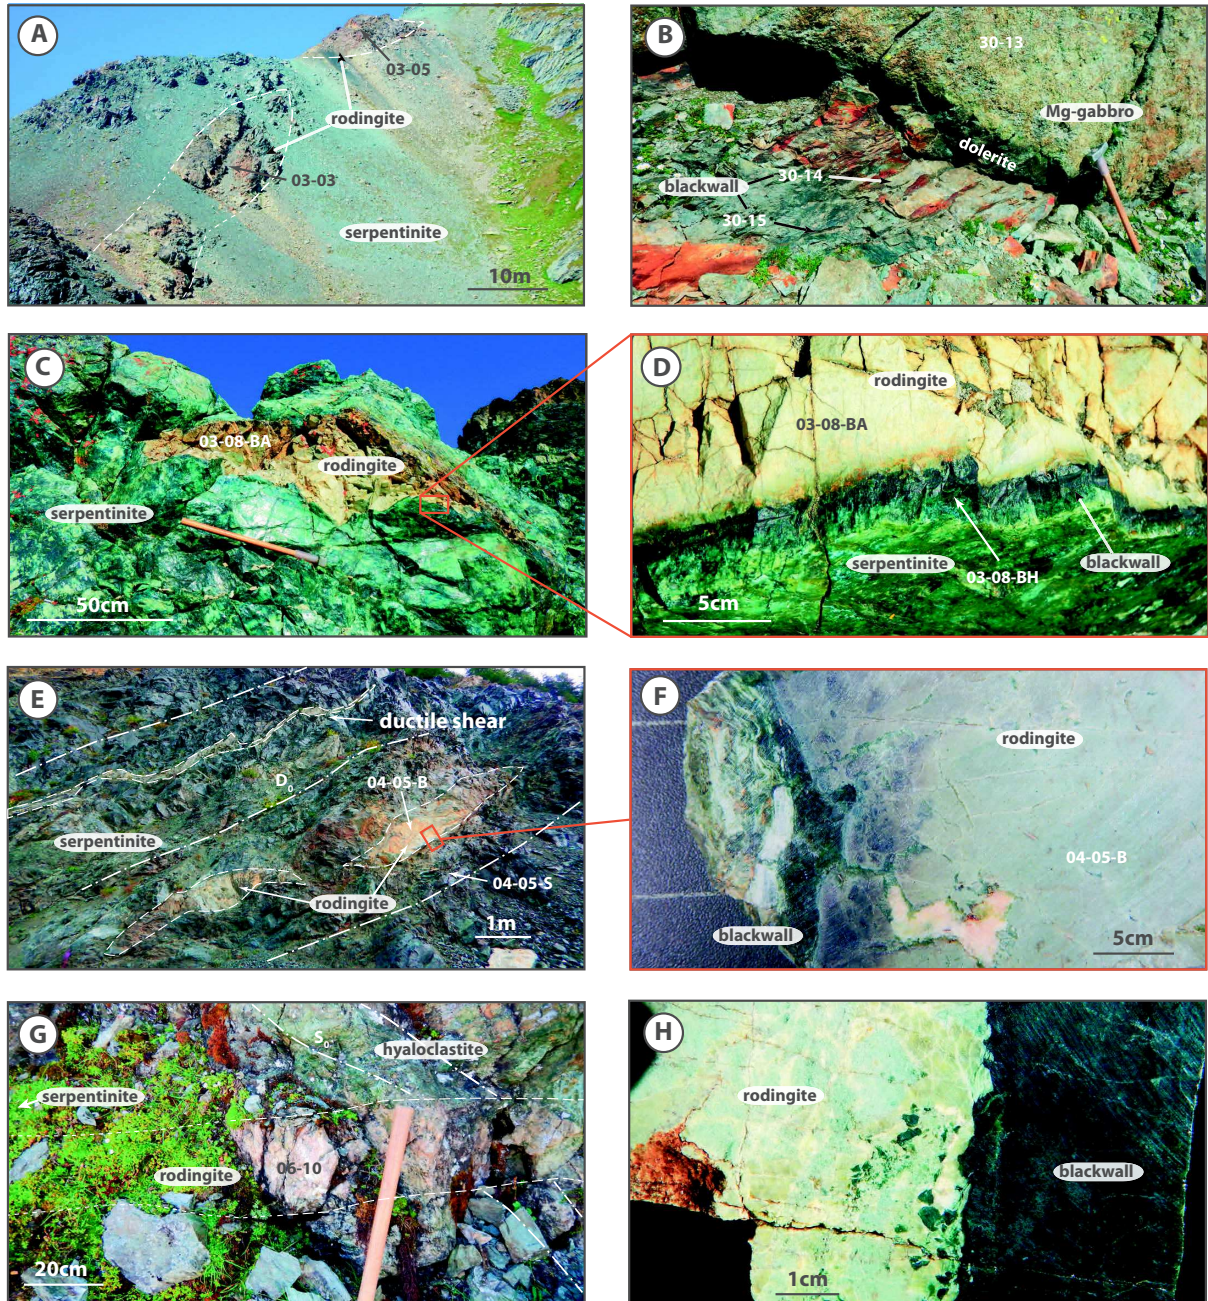 A
03-05
rodingite
03-03
serpentinite
10m
B
30-13
Mg-gabbro
dolerite
30-14
blackwall
30-15
C
03-08-BA
rodingite
serpentinite
50cm
D
rodingite
03-08-BA
serpentinite
03-08-BH
blackwall
5cm
E
ductile shear
D₀
04-05-B
serpentinite
04-05-S
rodingite
1m
F
rodingite
04-05-B
blackwall
5cm
G
S₀
hyaloclastite
serpentinite
06-10
rodingite
20cm
H
rodingite
blackwall
1cm